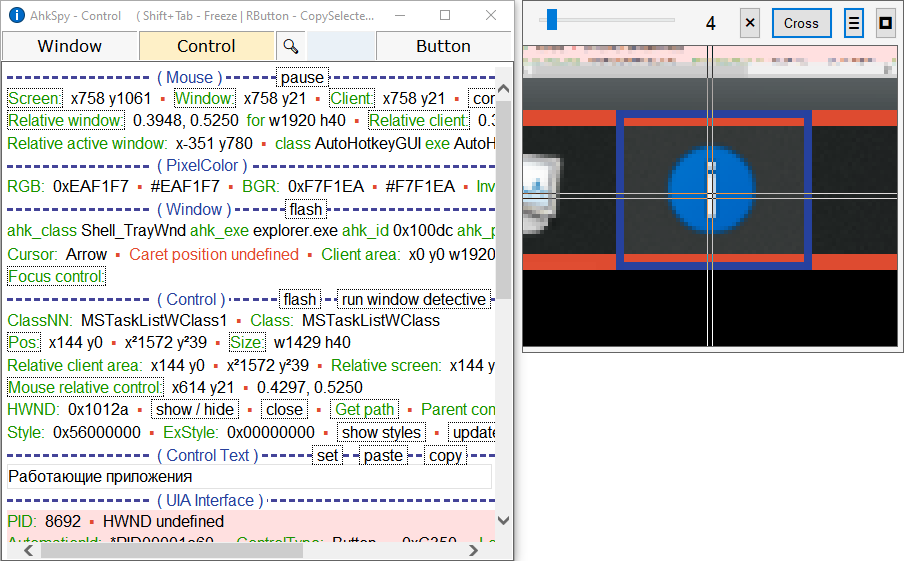 AhkSpy - Control ( Shift+Tab - Freeze | RButton - CopySelecte...
Window Control Button
( Mouse ) pause
Screen: x758 y1061 ▪ Window: x758 y21 ▪ Client: x758 y21 ▪ cor
Relative window: 0.3948, 0.5250 for w1920 h40 ▪ Relative client: 0.3
Relative active window: x-351 y780 ▪ class AutoHotkeyGUI exe AutoH
( PixelColor )
RGB: 0xEAF1F7 ▪ #EAF1F7 ▪ BGR: 0xF7F1EA ▪ #F7F1EA ▪ Inv
( Window ) flash
ahk_class Shell_TrayWnd ahk_exe explorer.exe ahk_id 0x100dc ahk_p
Cursor: Arrow ▪ Caret position undefined ▪ Client area: x0 y0 w1920
Focus control:
( Control ) flash run window detective
ClassNN: MSTaskListWClass1 ▪ Class: MSTaskListWClass
Pos: x144 y0 ▪ x²1572 y²39 ▪ Size: w1429 h40
Relative client area: x144 y0 ▪ x²1572 y²39 ▪ Relative screen: x144 y
Mouse relative control: x614 y21 ▪ 0.4297, 0.5250
HWND: 0x1012a ▪ show / hide ▪ close ▪ Get path ▪ Parent con
Style: 0x56000000 ▪ ExStyle: 0x00000000 ▪ show styles ▪ update
( Control Text ) set paste copy
Работающие приложения
( UIA Interface )
PID: 8692 ▪ HWND undefined
4 × Cross